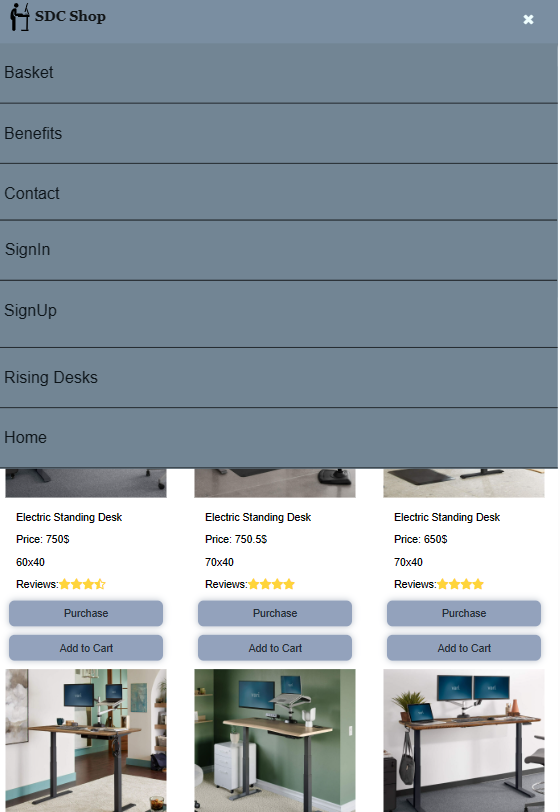 SDC Shop
Basket
Benefits
Contact
SignIn
SignUp
Rising Desks
Home
Electric Standing Desk
Price: 750$
60x40
Reviews:
Purchase
Add to Cart
Electric Standing Desk
Price: 750.5$
70x40
Reviews:
Purchase
Add to Cart
Electric Standing Desk
Price: 650$
70x40
Reviews:
Purchase
Add to Cart